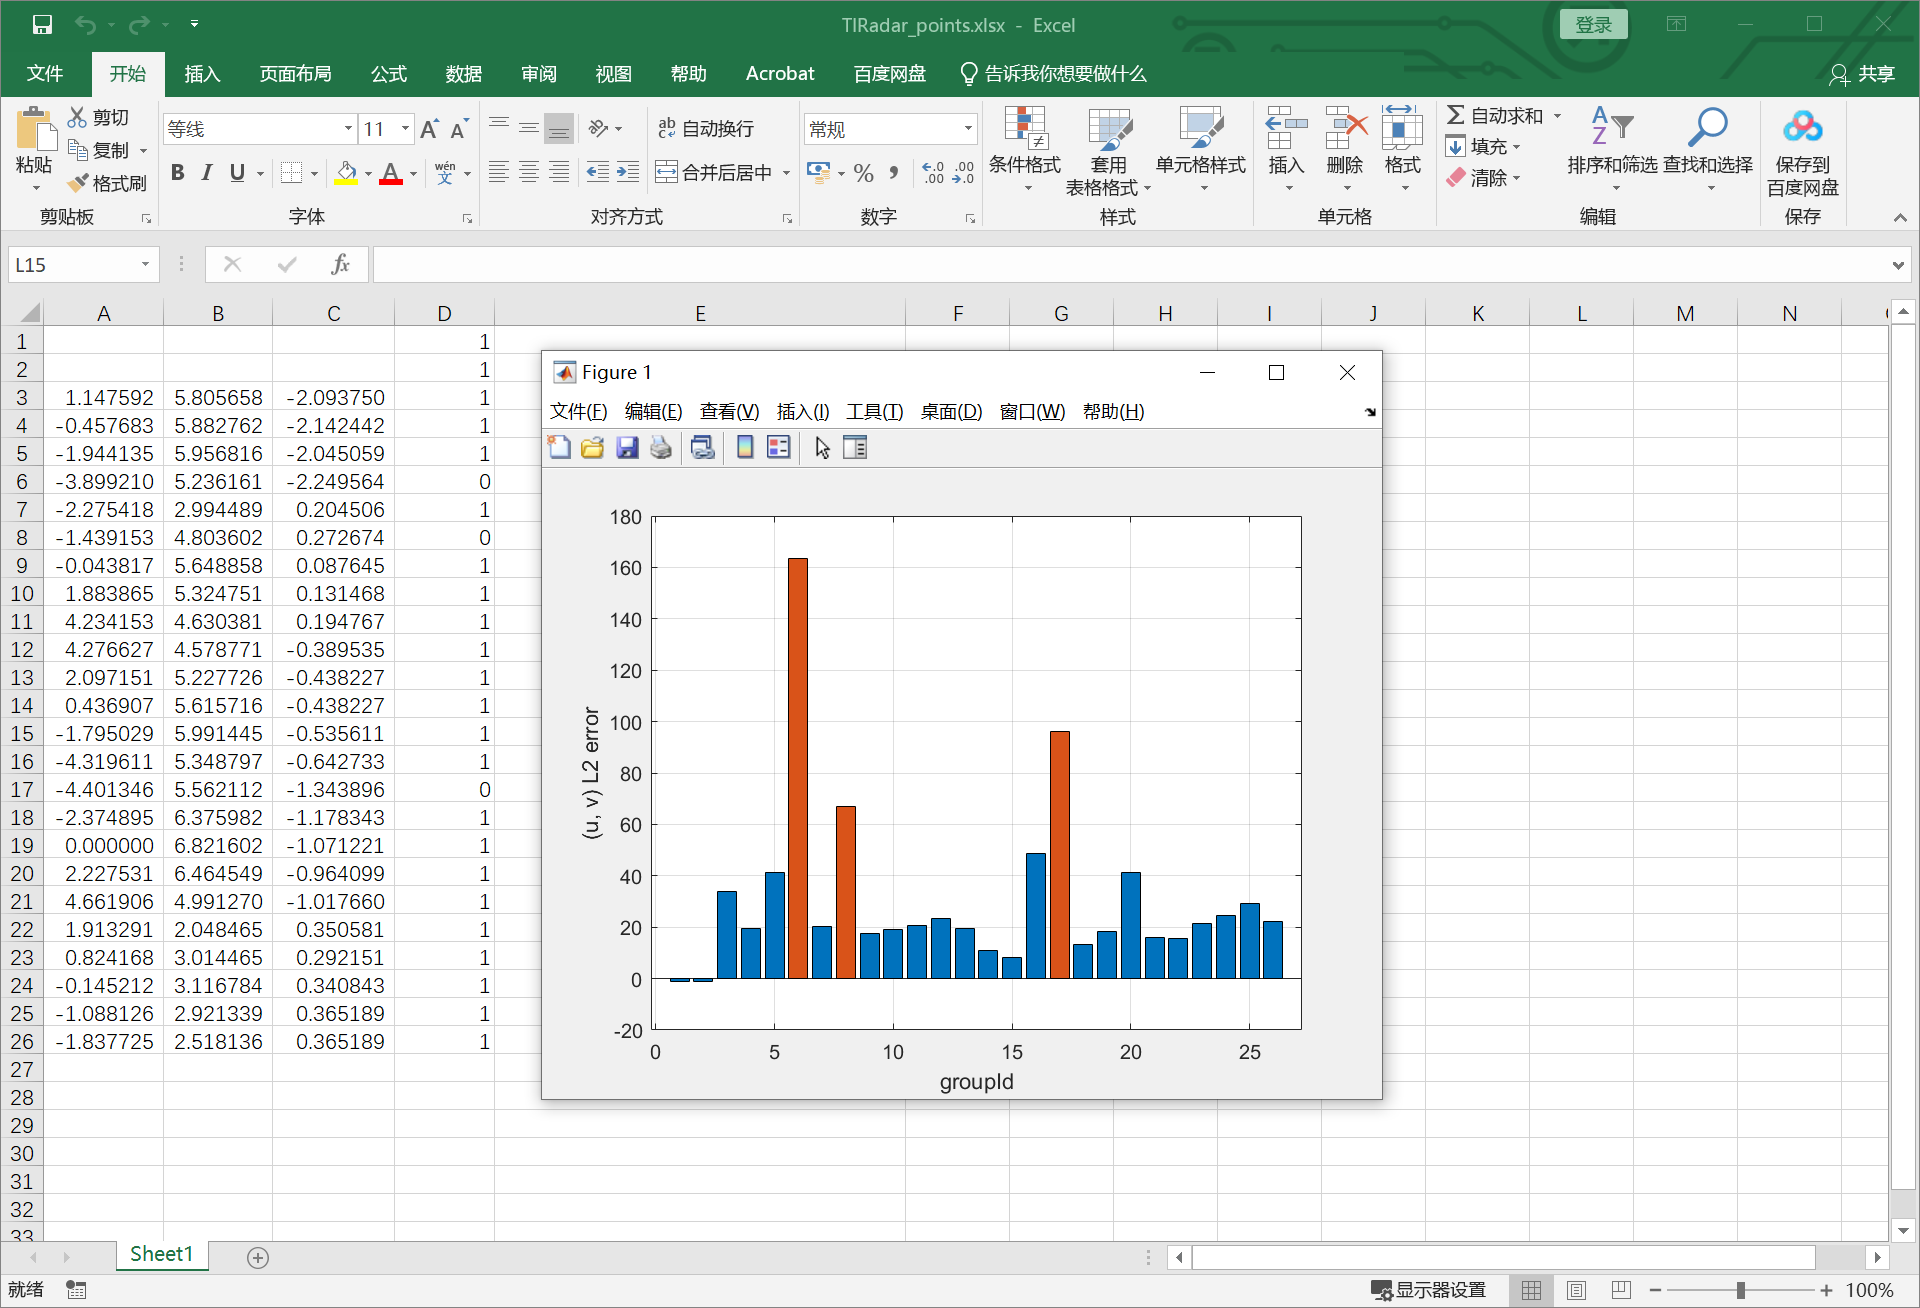 TIRadar_points.xlsx - Excel
登录
文件 开始 插入 页面布局 公式 数据 审阅 视图 帮助 Acrobat 百度网盘 告诉我你想要做什么 共享
粘贴 剪切 复制 格式刷 剪贴板
等线 11 B I U A wén 文 字体
ab 自动换行 合并后居中 对齐方式
常规 % 数字
条件格式 套用 表格格式 单元格样式 样式
插入 删除 格式 单元格
Σ 自动求和 填充 清除 排序和筛选 查找和选择 编辑
保存到 百度网盘 保存
L15 fx
A B C D E F G H I J K L M N
1 1
2 1
3 1.147592 5.805658 -2.093750 1
4 -0.457683 5.882762 -2.142442 1
5 -1.944135 5.956816 -2.045059 1
6 -3.899210 5.236161 -2.249564 0
7 -2.275418 2.994489 0.204506 1
8 -1.439153 4.803602 0.272674 0
9 -0.043817 5.648858 0.087645 1
10 1.883865 5.324751 0.131468 1
11 4.234153 4.630381 0.194767 1
12 4.276627 4.578771 -0.389535 1
13 2.097151 5.227726 -0.438227 1
14 0.436907 5.615716 -0.438227 1
15 -1.795029 5.991445 -0.535611 1
16 -4.319611 5.348797 -0.642733 1
17 -4.401346 5.562112 -1.343896 0
18 -2.374895 6.375982 -1.178343 1
19 0.000000 6.821602 -1.071221 1
20 2.227531 6.464549 -0.964099 1
21 4.661906 4.991270 -1.017660 1
22 1.913291 2.048465 0.350581 1
23 0.824168 3.014465 0.292151 1
24 -0.145212 3.116784 0.340843 1
25 -1.088126 2.921339 0.365189 1
26 -1.837725 2.518136 0.365189 1
27
28
29
30
31
32
33
Figure 1
文件(F) 编辑(E) 查看(V) 插入(I) 工具(T) 桌面(D) 窗口(W) 帮助(H)
180
160
140
120
100
80
60
40
20
0
-20
(u, v) L2 error
0 5 10 15 20 25
groupId
Sheet1
就绪 显示器设置 100%